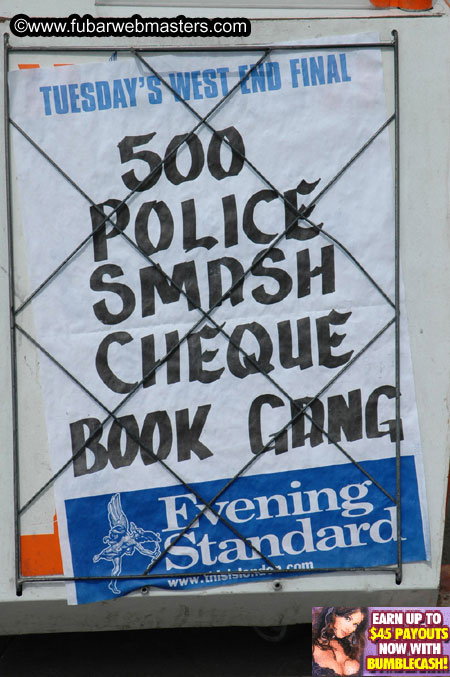 ©www.fubarwebmasters.com
TUESDAY'S WEST END FINAL
500
POLICE
SMASH
CHEQUE
BOOK GANG
Evening
Standard
www.thisislondon.com
EARN UP TO
$45 PAYOUTS
NOW WITH
BUMBLECASH!